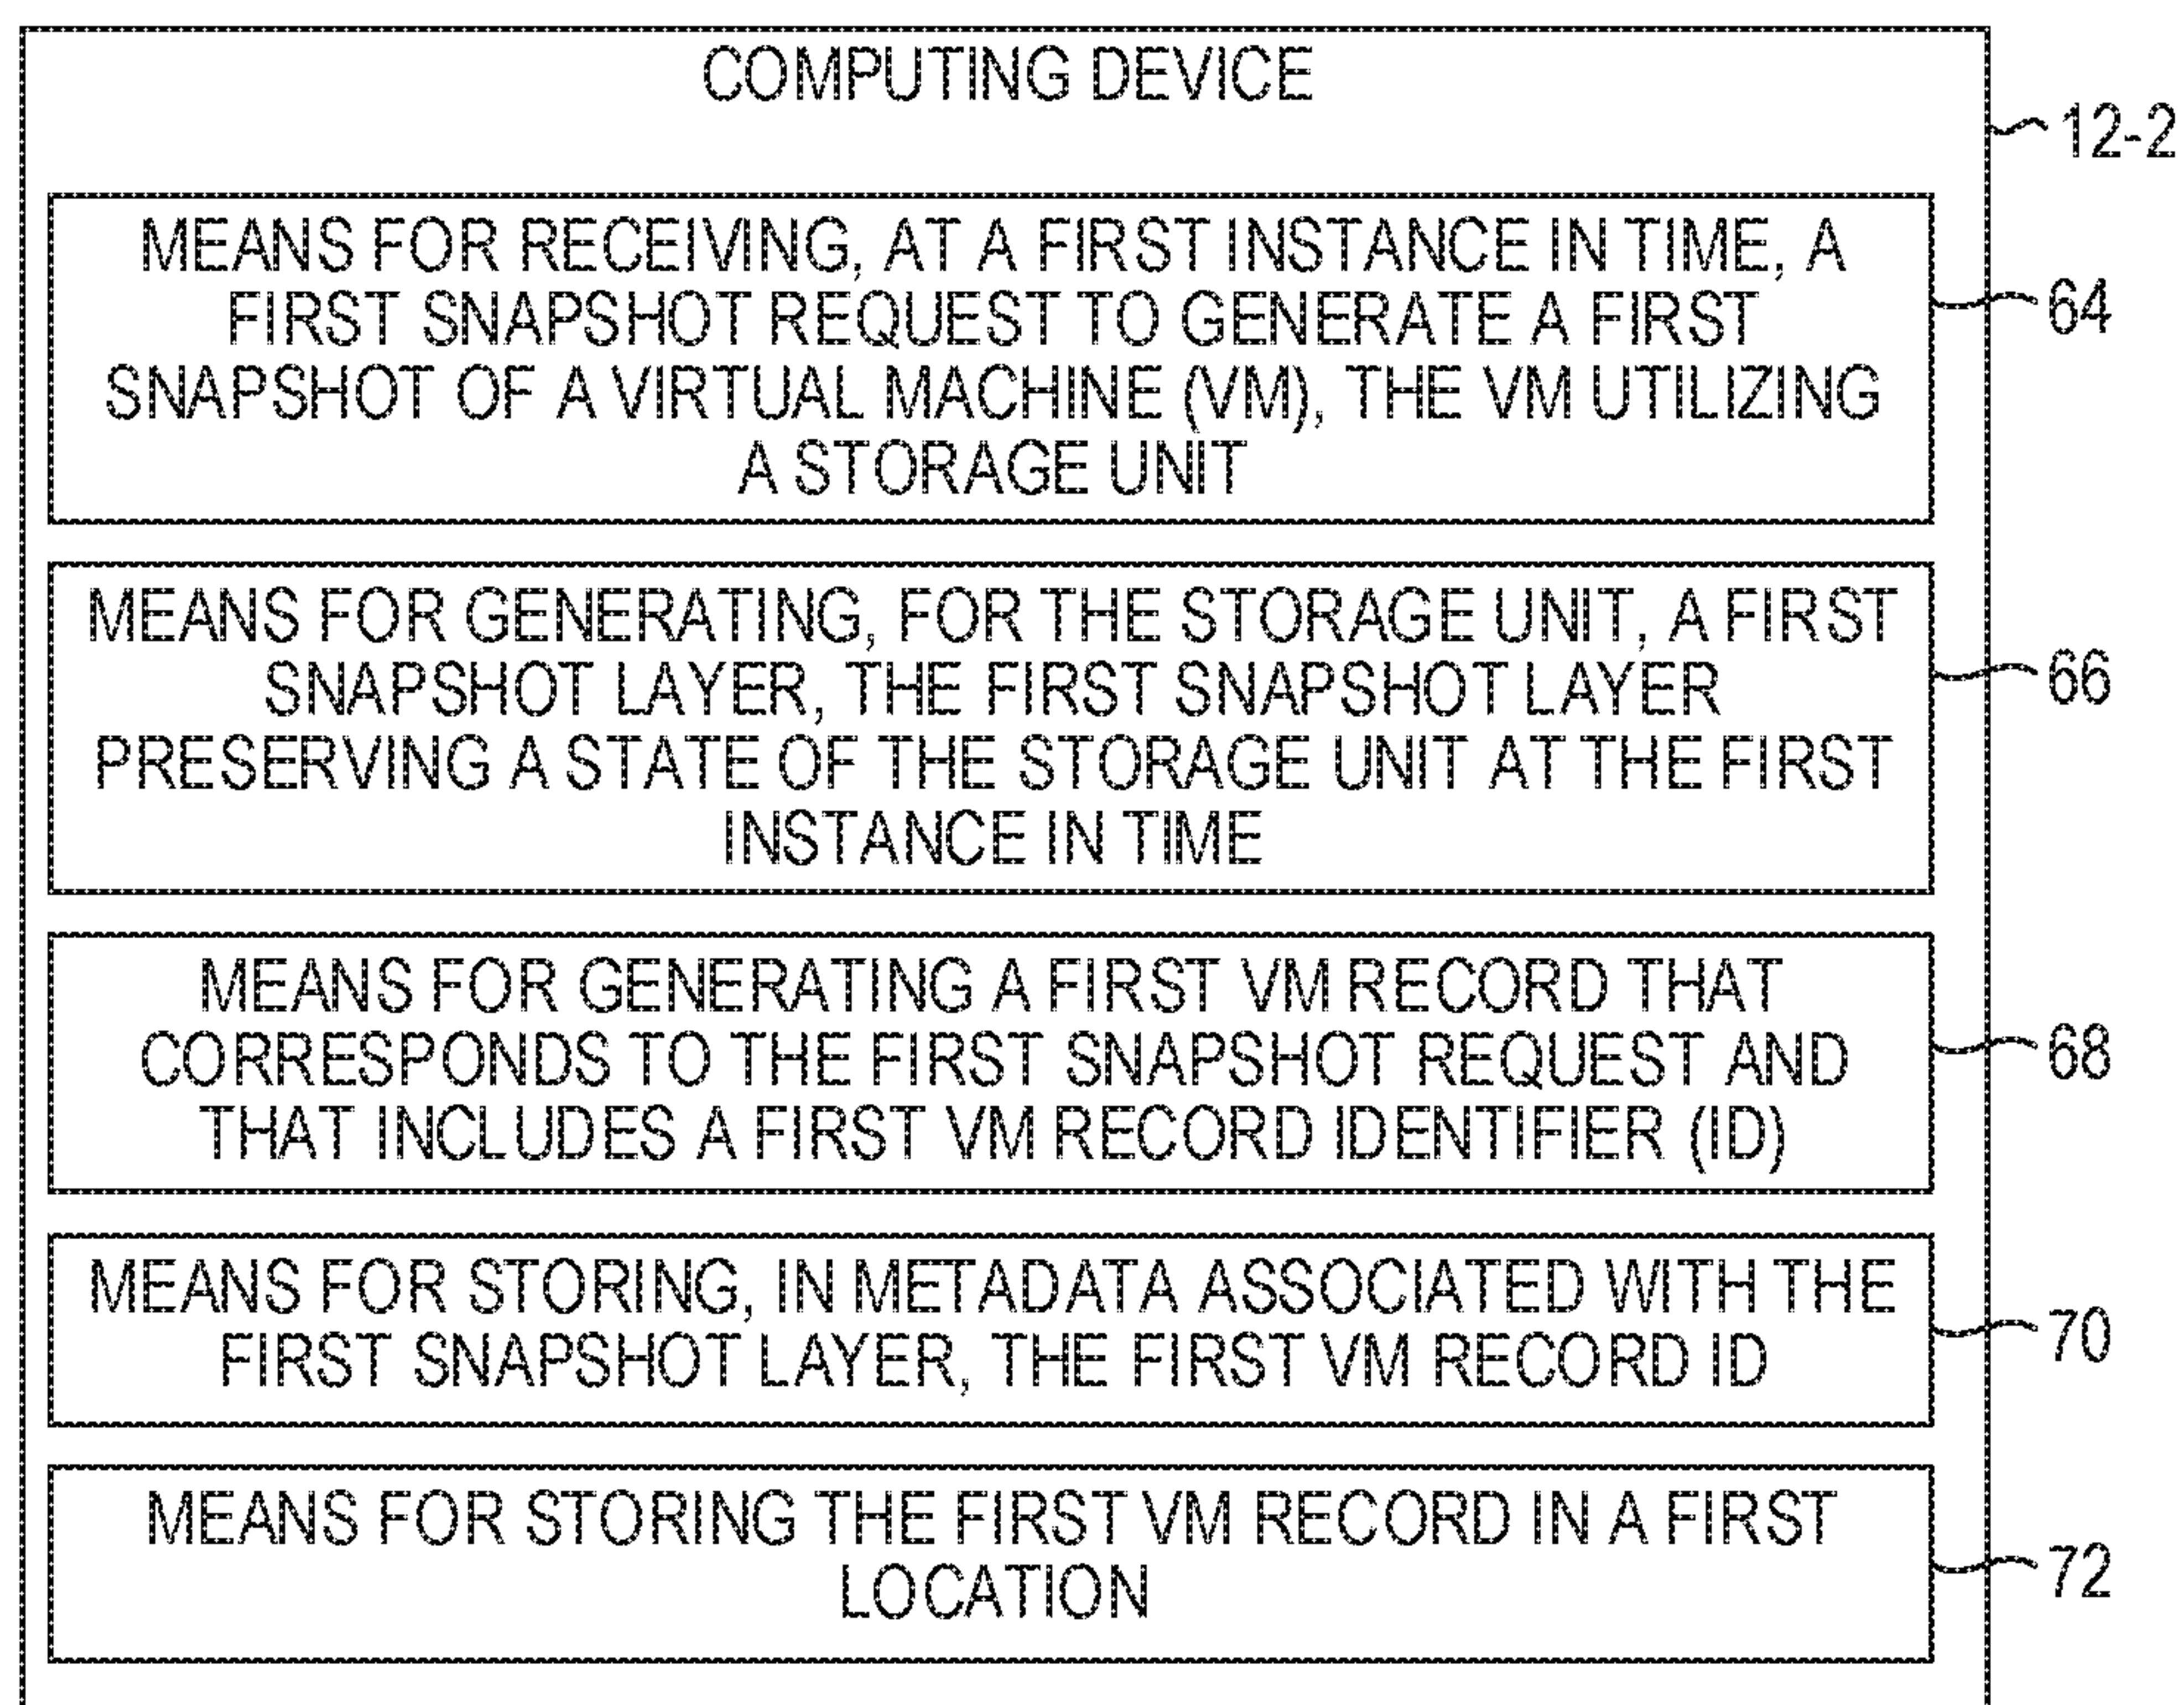 COMPUTING DEVICE
12-2
MEANS FOR RECEIVING, AT A FIRST INSTANCE IN TIME, A
FIRST SNAPSHOT REQUEST TO GENERATE A FIRST
SNAPSHOT OF A VIRTUAL MACHINE (VM), THE VM UTILIZING
A STORAGE UNIT
64
MEANS FOR GENERATING, FOR THE STORAGE UNIT, A FIRST
SNAPSHOT LAYER, THE FIRST SNAPSHOT LAYER
PRESERVING A STATE OF THE STORAGE UNIT AT THE FIRST
INSTANCE IN TIME
66
MEANS FOR GENERATING A FIRST VM RECORD THAT
CORRESPONDS TO THE FIRST SNAPSHOT REQUEST AND
THAT INCLUDES A FIRST VM RECORD IDENTIFIER (ID)
68
MEANS FOR STORING, IN METADATA ASSOCIATED WITH THE
FIRST SNAPSHOT LAYER, THE FIRST VM RECORD ID
70
MEANS FOR STORING THE FIRST VM RECORD IN A FIRST
LOCATION
72